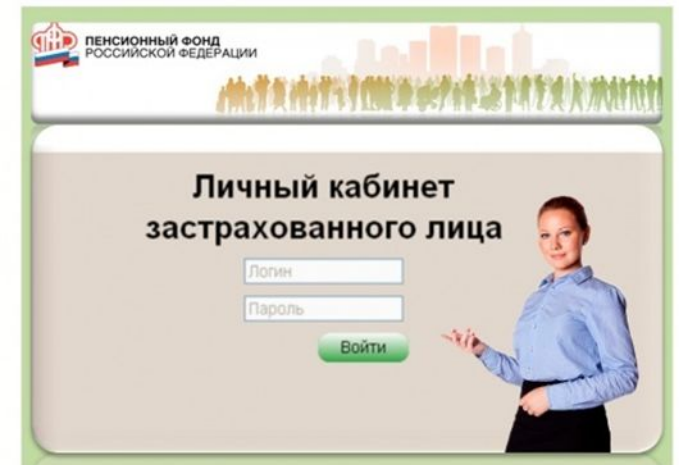 ПЕНСИОННЫЙ ФОНД
РОССИЙСКОЙ ФЕДЕРАЦИИ
Личный кабинет
застрахованного лица
Логин
Пароль
Войти